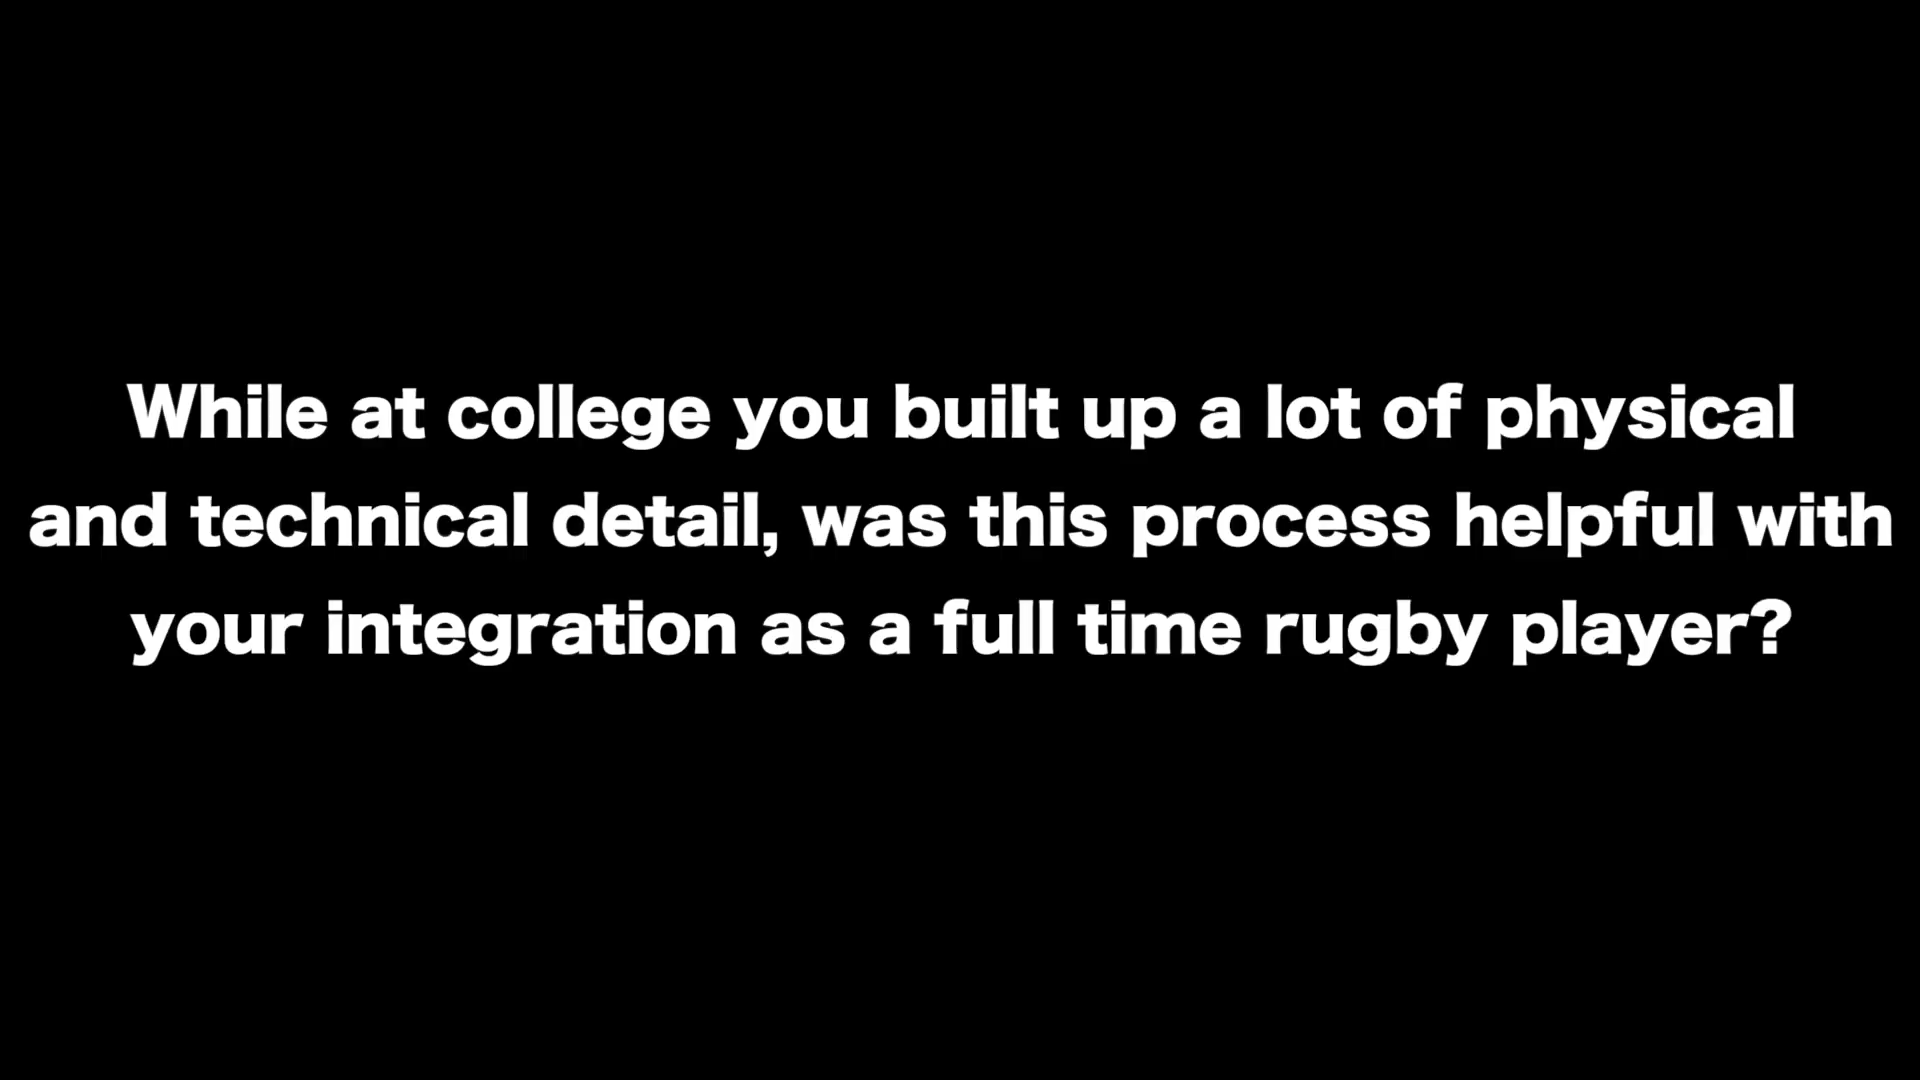 While at college you built up a lot of physical
and technical detail, was this process helpful with
your integration as a full time rugby player?